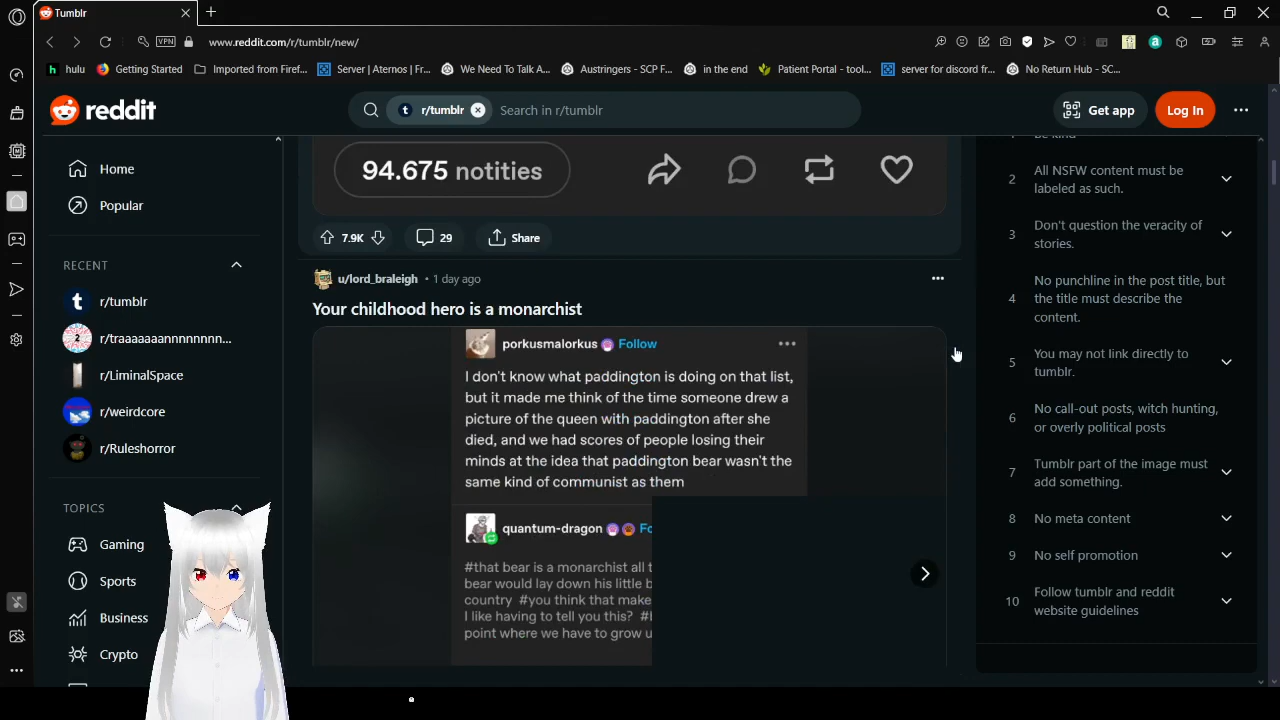 Tumblr
VPN
www.reddit.com/r/tumblr/new/
hulu
Getting Started
Imported from Firef...
Server | Aternos | Fr...
We Need To Talk A...
Austringers - SCP F...
in the end
Patient Portal - tool...
server for discord fr...
No Return Hub - SC...
reddit
r/tumblr
Search in r/tumblr
Get app
Log In
Home
Popular
RECENT
r/tumblr
r/traaaaaaannnnnnnn...
r/LiminalSpace
r/weirdcore
r/Ruleshorror
TOPICS
Gaming
Sports
Business
Crypto
94.675 notities
7.9K
29
Share
u/lord_braleigh • 1 day ago
Your childhood hero is a monarchist
porkusmalorkus Follow
I don't know what paddington is doing on that list,
but it made me think of the time someone drew a
picture of the queen with paddington after she
died, and we had scores of people losing their
minds at the idea that paddington bear wasn't the
same kind of communist as them
quantum-dragon Fo
#that bear is a monarchist all t
bear would lay down his little b
country #you think that make
I like having to tell you this? #
point where we have to grow u
be kind
2 All NSFW content must be
labeled as such.
3 Don't question the veracity of
stories.
4 No punchline in the post title, but
the title must describe the
content.
5 You may not link directly to
tumblr.
6 No call-out posts, witch hunting,
or overly political posts
7 Tumblr part of the image must
add something.
8 No meta content
9 No self promotion
10 Follow tumblr and reddit
website guidelines